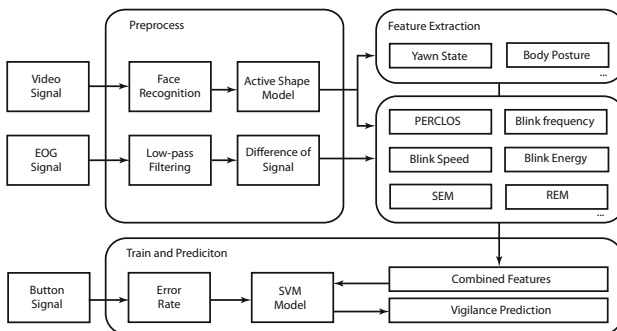 Preprocess
Feature Extraction
Yawn State
Body Posture
...
Video
Signal
Face
Recognition
Active Shape
Model
PERCLOS
Blink frequency
EOG
Signal
Low-pass
Filtering
Difference of
Signal
Blink Speed
Blink Energy
SEM
REM
...
Train and Prediciton
Button
Signal
Error
Rate
SVM
Model
Combined Features
Vigilance Prediction